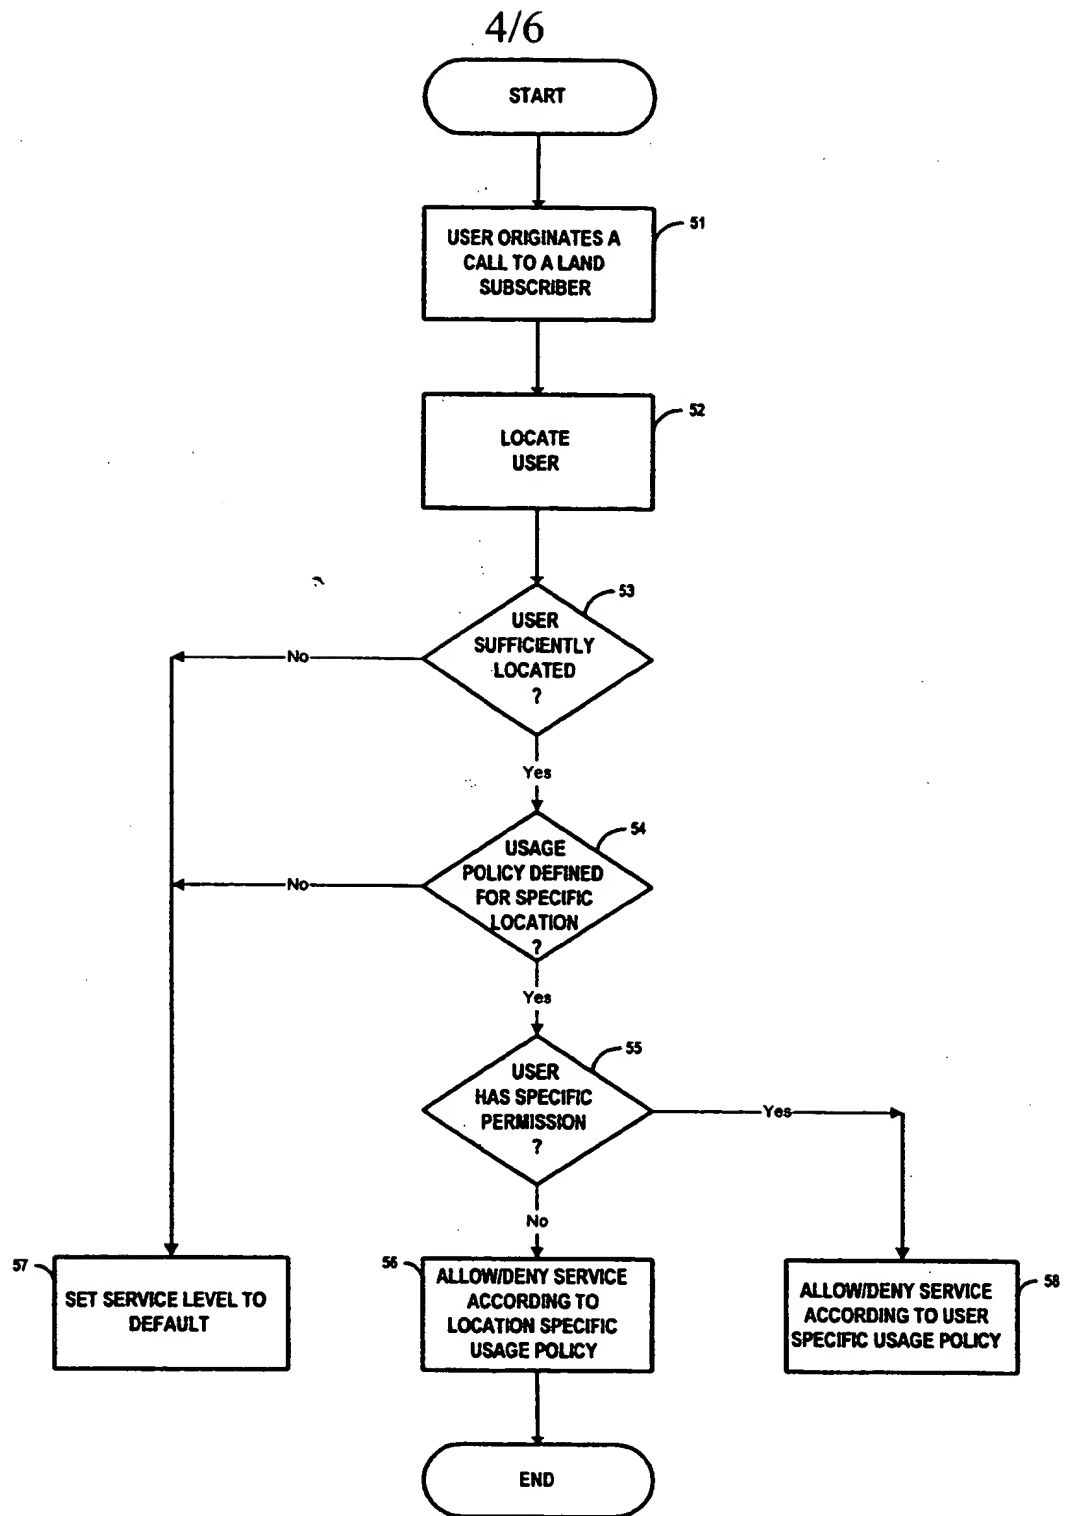 4/6
START
51
USER ORIGINATES A
CALL TO A LAND
SUBSCRIBER
52
LOCATE
USER
53
USER
SUFFICIENTLY
LOCATED
?
No
Yes
54
USAGE
POLICY DEFINED
FOR SPECIFIC
LOCATION
?
No
Yes
55
USER
HAS SPECIFIC
PERMISSION
?
Yes
No
57
SET SERVICE LEVEL TO
DEFAULT
56
ALLOW/DENY SERVICE
ACCORDING TO
LOCATION SPECIFIC
USAGE POLICY
58
ALLOW/DENY SERVICE
ACCORDING TO USER
SPECIFIC USAGE POLICY
END